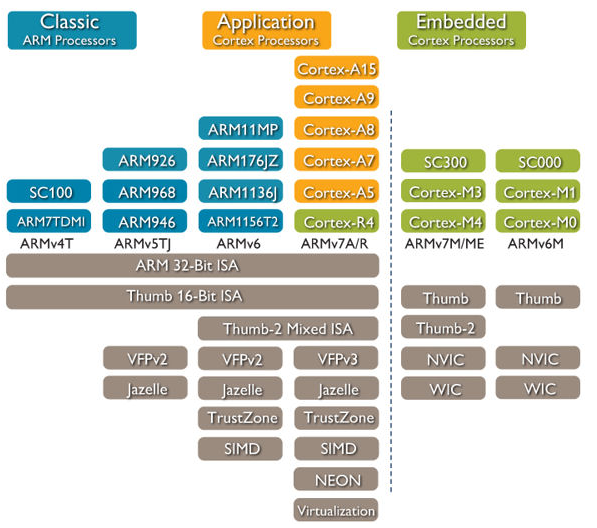 Classic
ARM Processors
Application
Cortex Processors
Embedded
Cortex Processors
Cortex-A15
Cortex-A9
ARM11MP
Cortex-A8
ARM926
ARM176JZ
Cortex-A7
SC300
SC000
SC100
ARM968
ARM1136J
Cortex-A5
Cortex-M3
Cortex-M1
ARM7TDMI
ARM946
ARM1156T2
Cortex-R4
Cortex-M4
Cortex-M0
ARMv4T
ARMv5TJ
ARMv6
ARMv7A/R
ARMv7M/ME
ARMv6M
ARM 32-Bit ISA
Thumb 16-Bit ISA
Thumb
Thumb
Thumb-2 Mixed ISA
Thumb-2
VFPv2
VFPv2
VFPv3
NVIC
NVIC
Jazelle
Jazelle
Jazelle
WIC
WIC
TrustZone
TrustZone
SIMD
SIMD
NEON
Virtualization